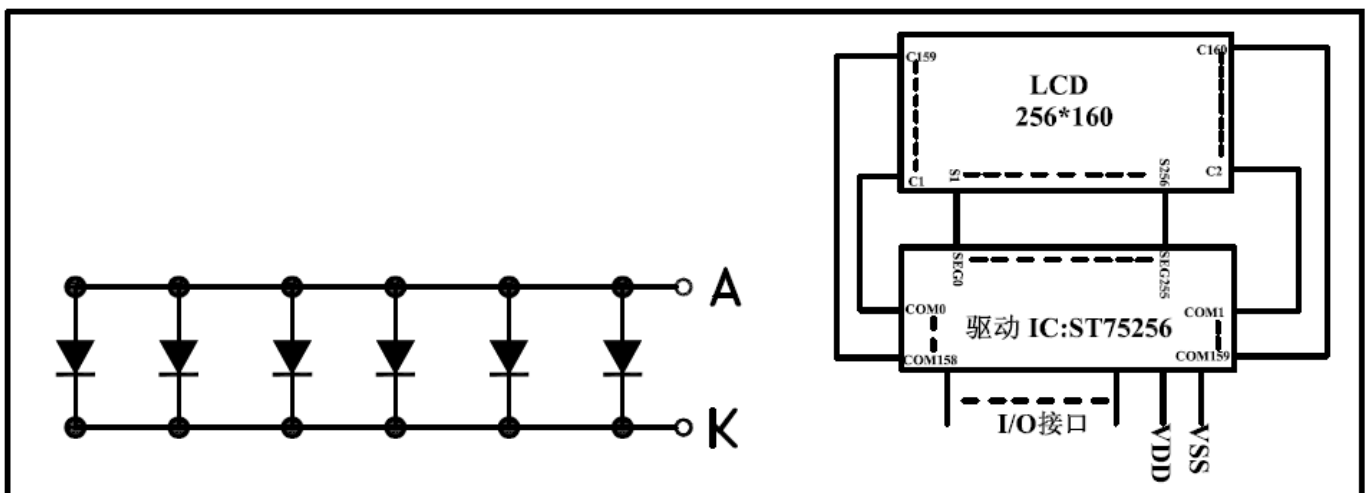 A
K
C159
C160
LCD
256*160
C1
S1
S256
C2
SEG0
SEG255
COM0
驱动 IC:ST75256
COM1
COM158
COM159
I/O接口
VDD
VSS